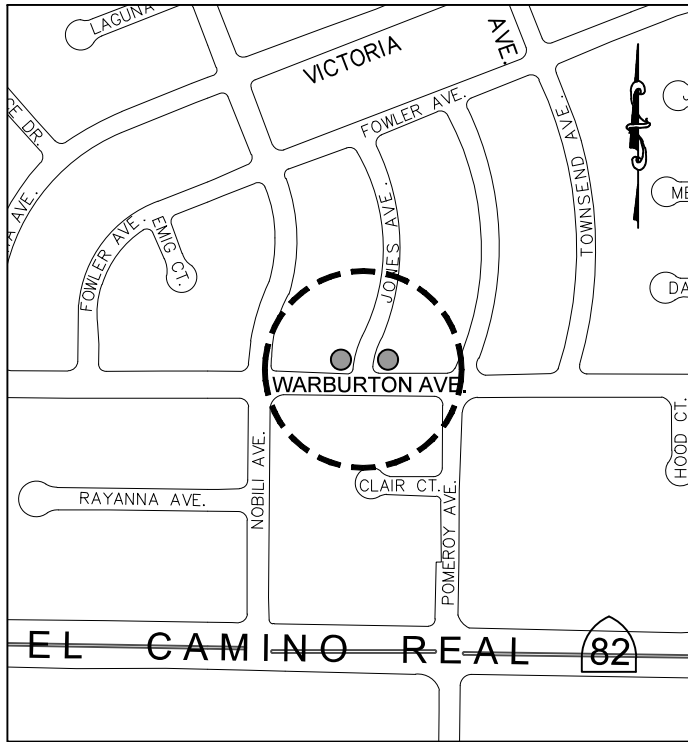 LAGUNA
VICTORIA
AVE.
FOWLER AVE.
TOWNSEND AVE.
JONES AVE.
EMIG CT.
FOWLER AVE.
DR.
AVE.
WARBURTON AVE.
NOBILI AVE.
RAYANNA AVE.
CLAIR CT.
POMEROY AVE.
HOOD CT.
EL CAMINO REAL 82